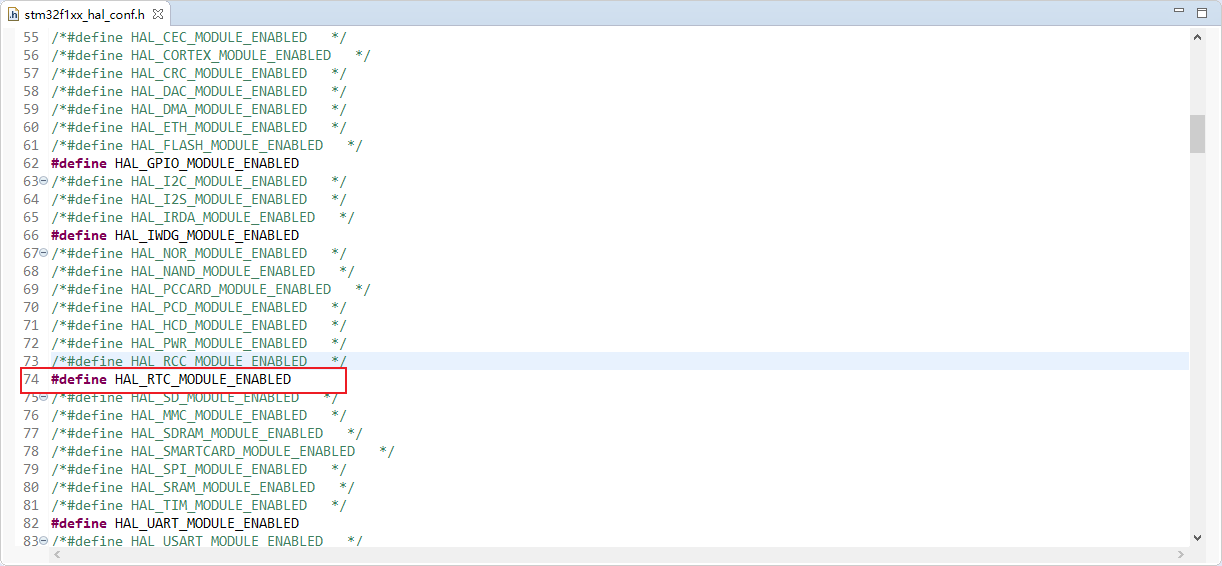 stm32f1xx_hal_conf.h
55 /*#define HAL_CEC_MODULE_ENABLED   */
56 /*#define HAL_CORTEX_MODULE_ENABLED   */
57 /*#define HAL_CRC_MODULE_ENABLED   */
58 /*#define HAL_DAC_MODULE_ENABLED   */
59 /*#define HAL_DMA_MODULE_ENABLED   */
60 /*#define HAL_ETH_MODULE_ENABLED   */
61 /*#define HAL_FLASH_MODULE_ENABLED   */
62 #define HAL_GPIO_MODULE_ENABLED
63 /*#define HAL_I2C_MODULE_ENABLED   */
64 /*#define HAL_I2S_MODULE_ENABLED   */
65 /*#define HAL_IRDA_MODULE_ENABLED   */
66 #define HAL_IWDG_MODULE_ENABLED
67 /*#define HAL_NOR_MODULE_ENABLED   */
68 /*#define HAL_NAND_MODULE_ENABLED   */
69 /*#define HAL_PCCARD_MODULE_ENABLED   */
70 /*#define HAL_PCD_MODULE_ENABLED   */
71 /*#define HAL_HCD_MODULE_ENABLED   */
72 /*#define HAL_PWR_MODULE_ENABLED   */
73 /*#define HAL_RCC_MODULE_ENABLED   */
74 #define HAL_RTC_MODULE_ENABLED
75 /*#define HAL_SD_MODULE_ENABLED   */
76 /*#define HAL_MMC_MODULE_ENABLED   */
77 /*#define HAL_SDRAM_MODULE_ENABLED   */
78 /*#define HAL_SMARTCARD_MODULE_ENABLED   */
79 /*#define HAL_SPI_MODULE_ENABLED   */
80 /*#define HAL_SRAM_MODULE_ENABLED   */
81 /*#define HAL_TIM_MODULE_ENABLED   */
82 #define HAL_UART_MODULE_ENABLED
83 /*#define HAL_USART_MODULE_ENABLED   */